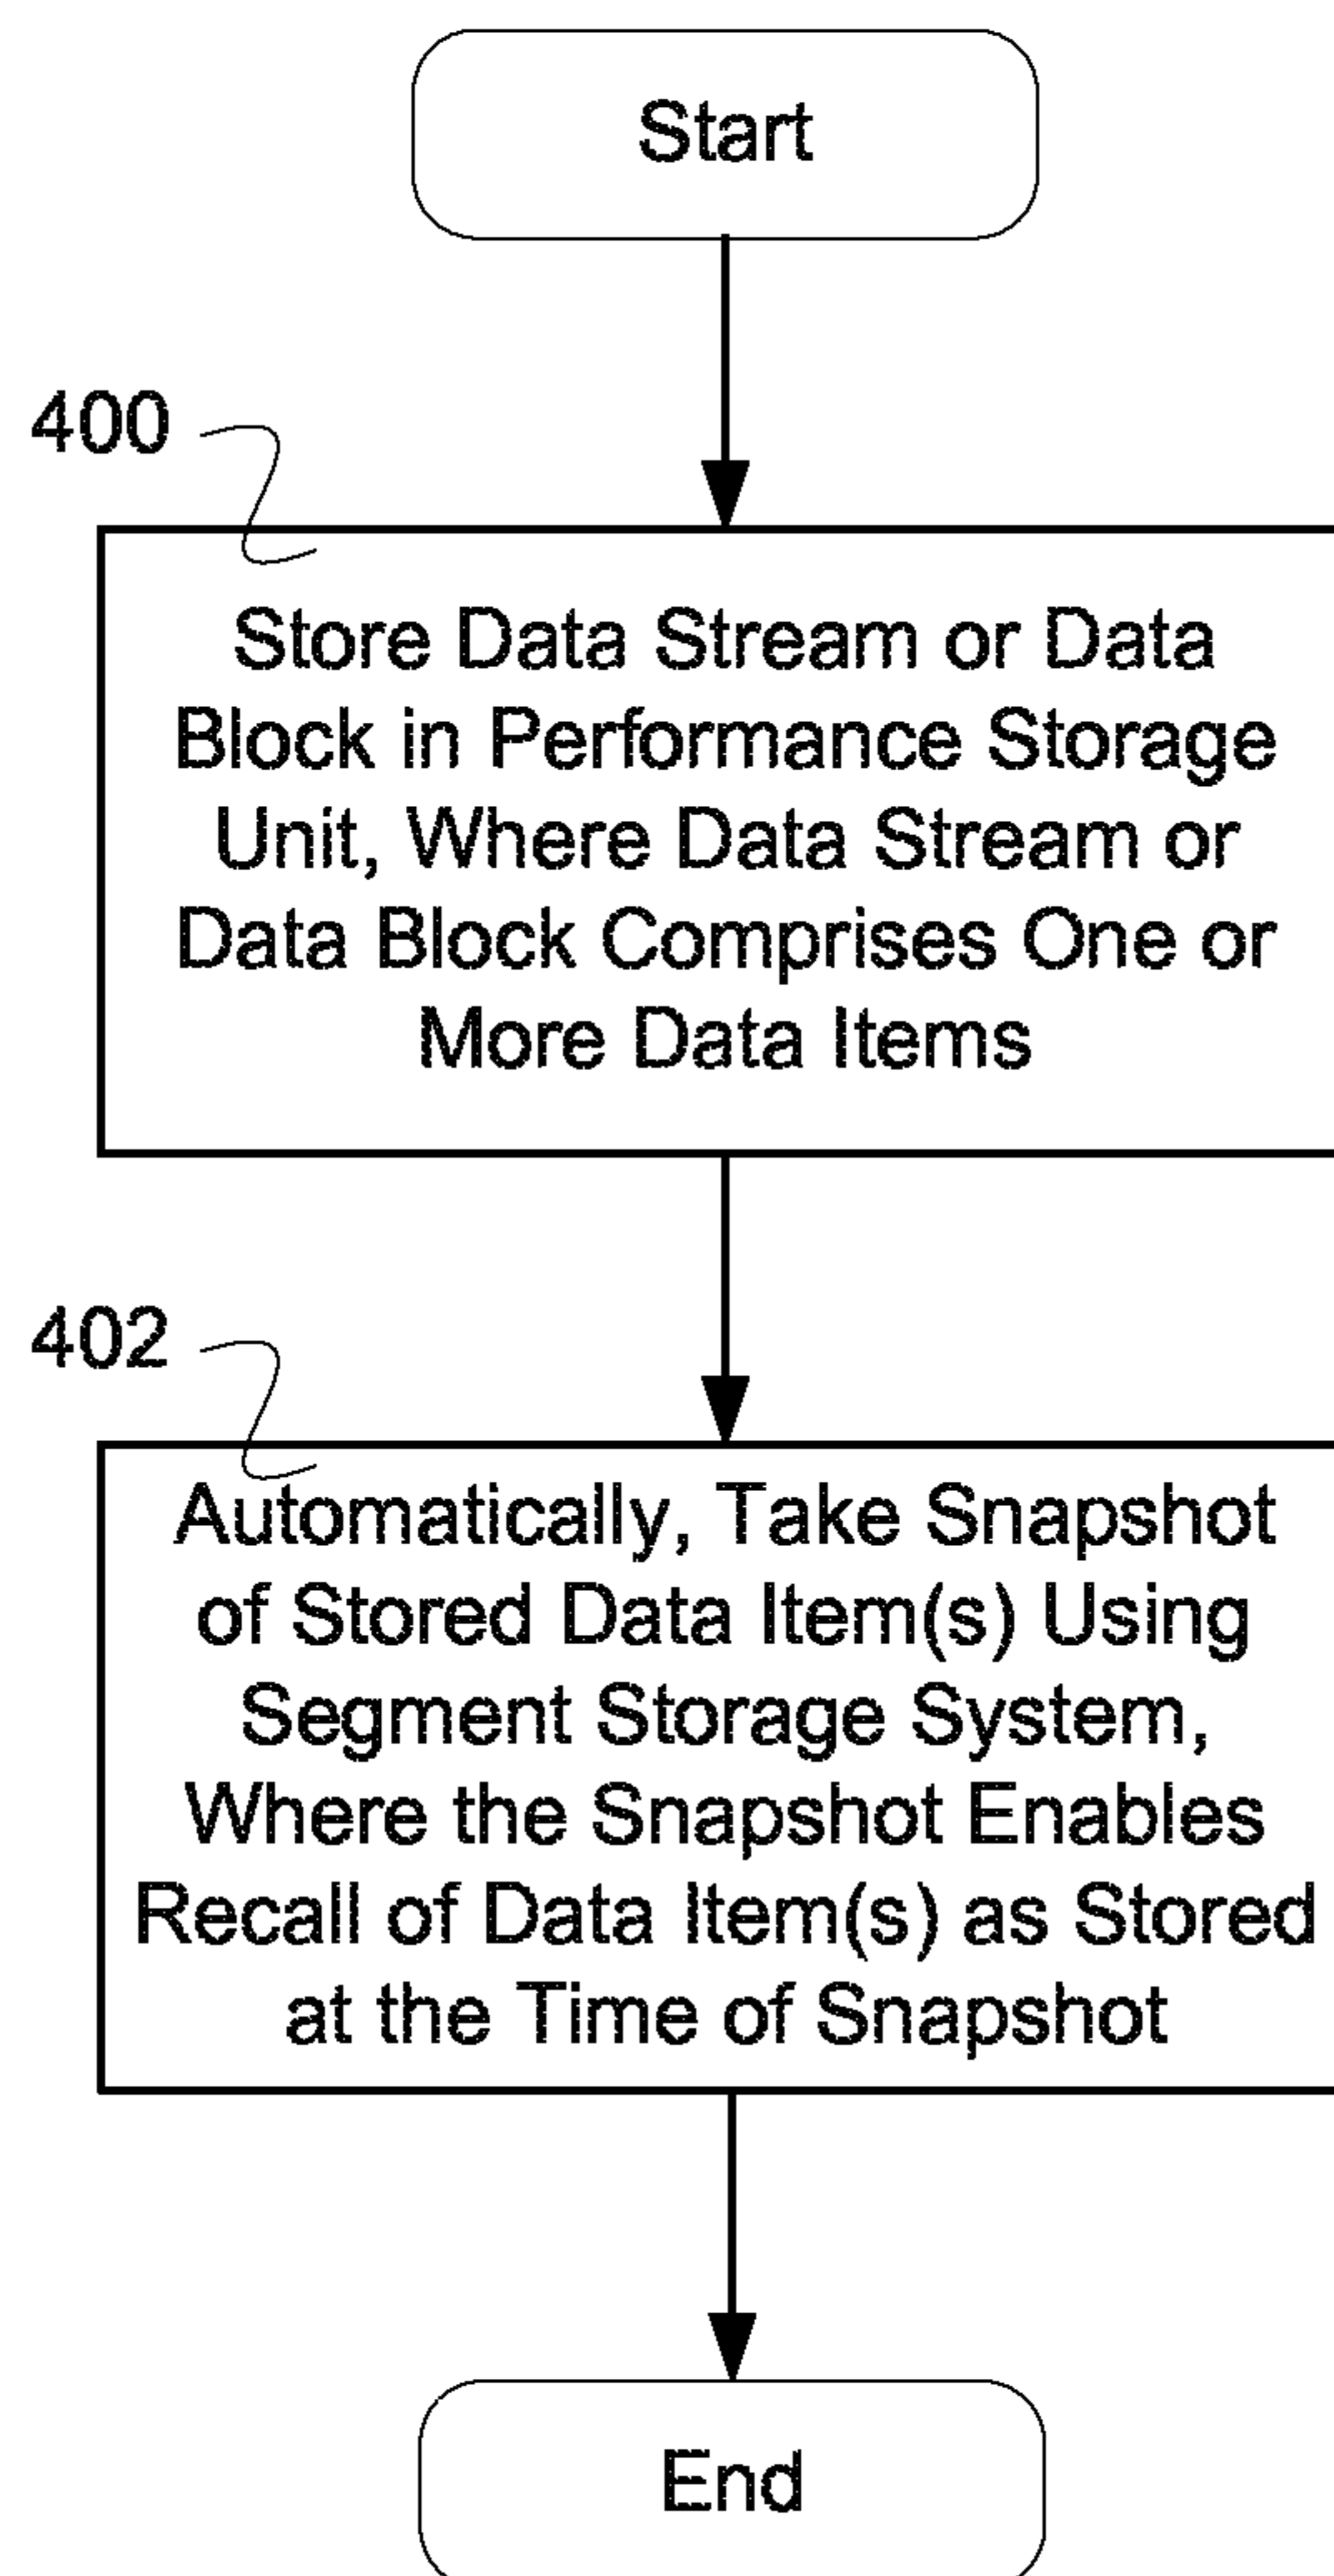 Start
400
Store Data Stream or Data
Block in Performance Storage
Unit, Where Data Stream or
Data Block Comprises One or
More Data Items
402
Automatically, Take Snapshot
of Stored Data Item(s) Using
Segment Storage System,
Where the Snapshot Enables
Recall of Data Item(s) as Stored
at the Time of Snapshot
End